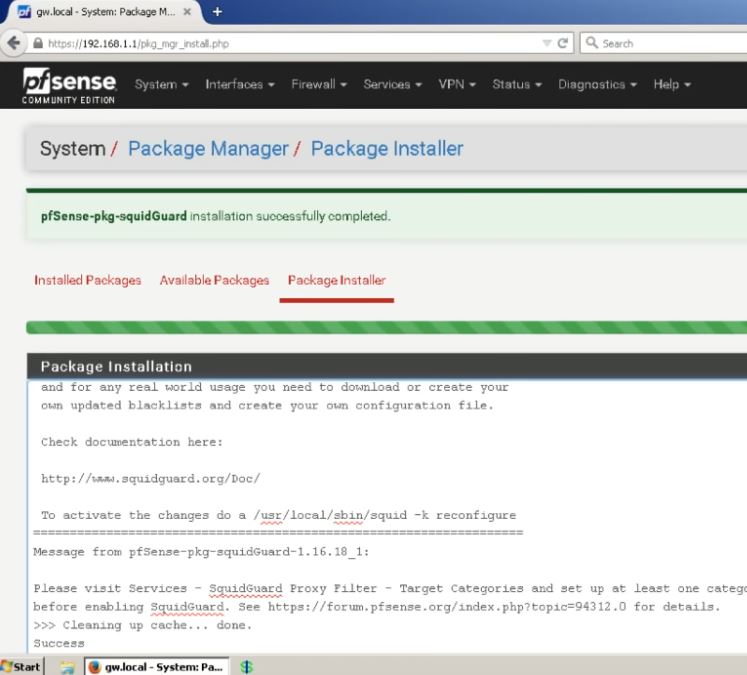 gw.local - System: Package M...
https://192.168.1.1/pkg_mgr_install.php
Search
pfsense
COMMUNITY EDITION
System Interfaces Firewall Services VPN Status Diagnostics Help
System / Package Manager / Package Installer
pfSense-pkg-squidGuard installation successfully completed.
Installed Packages Available Packages Package Installer
Package Installation
and for any real world usage you need to download or create your
own updated blacklists and create your own configuration file.
Check documentation here:
http://www.squidguard.org/Doc/
To activate the changes do a /usr/local/sbin/squid -k reconfigure
===================================================================
Message from pfSense-pkg-squidGuard-1.16.18_1:
Please visit Services - SquidGuard Proxy Filter - Target Categories and set up at least one catego
before enabling SquidGuard. See https://forum.pfsense.org/index.php?topic=94312.0 for details.
>>> Cleaning up cache... done.
Success
Start gw.local - System: Pa...